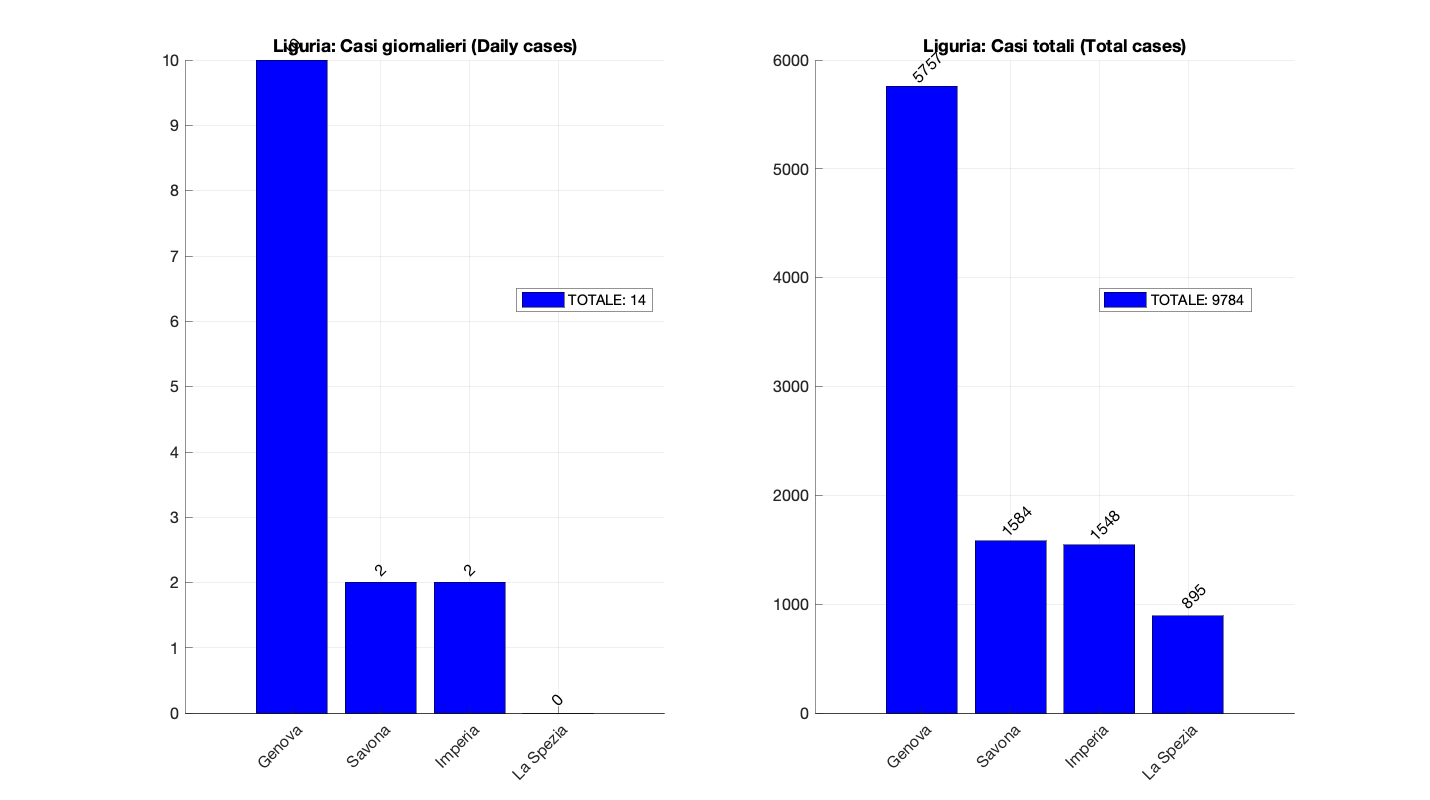 Liguria: Casi giornalieri (Daily cases)
10
10
9
8
7
6
5
4
3
2
1
0
2
2
0
TOTALE: 14
Genova
Savona
Imperia
La Spezia
Liguria: Casi totali (Total cases)
6000
5000
4000
3000
2000
1000
0
5757
1584
1548
895
TOTALE: 9784
Genova
Savona
Imperia
La Spezia